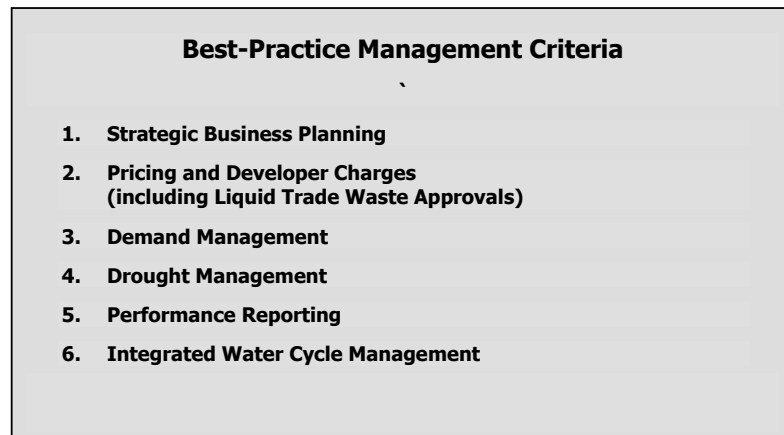 Best-Practice Management Criteria
`
1. Strategic Business Planning
2. Pricing and Developer Charges
(including Liquid Trade Waste Approvals)
3. Demand Management
4. Drought Management
5. Performance Reporting
6. Integrated Water Cycle Management